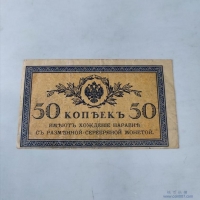 50 КОПѢЕКЪ 50
ИМѢЮТЪ ХОЖДЕНІЕ НАРАВНѢ
СЪ РАЗМѢННОЙ СЕРЕБРЯНОЙ МОНЕТОЙ.